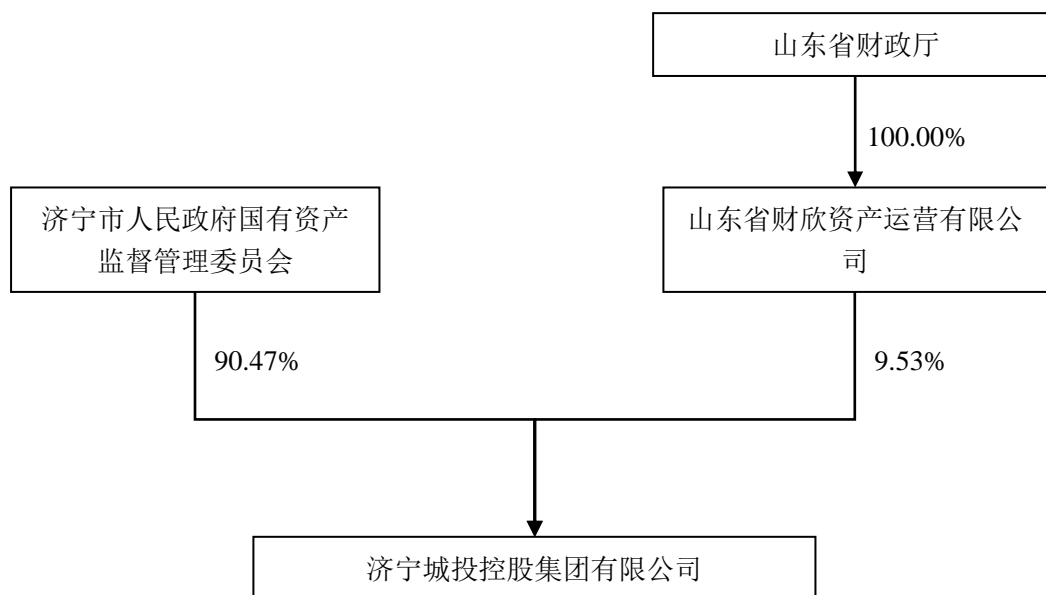 山东省财政厅
100.00%
济宁市人民政府国有资产
监督管理委员会
山东省财欣资产运营有限公
司
90.47%
9.53%
济宁城投控股集团有限公司